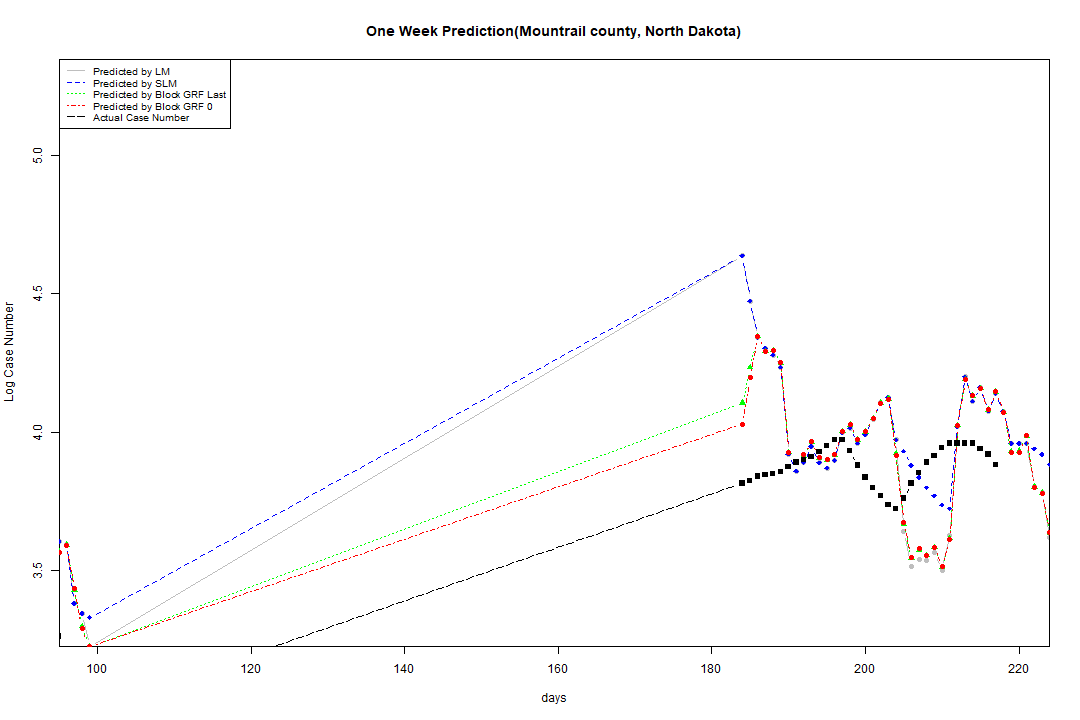 One Week Prediction(Mountrail county, North Dakota)
Predicted by LM
Predicted by SLM
Predicted by Block GRF Last
Predicted by Block GRF 0
Actual Case Number
Log Case Number
5.0
4.5
4.0
3.5
100 120 140 160 180 200 220
days